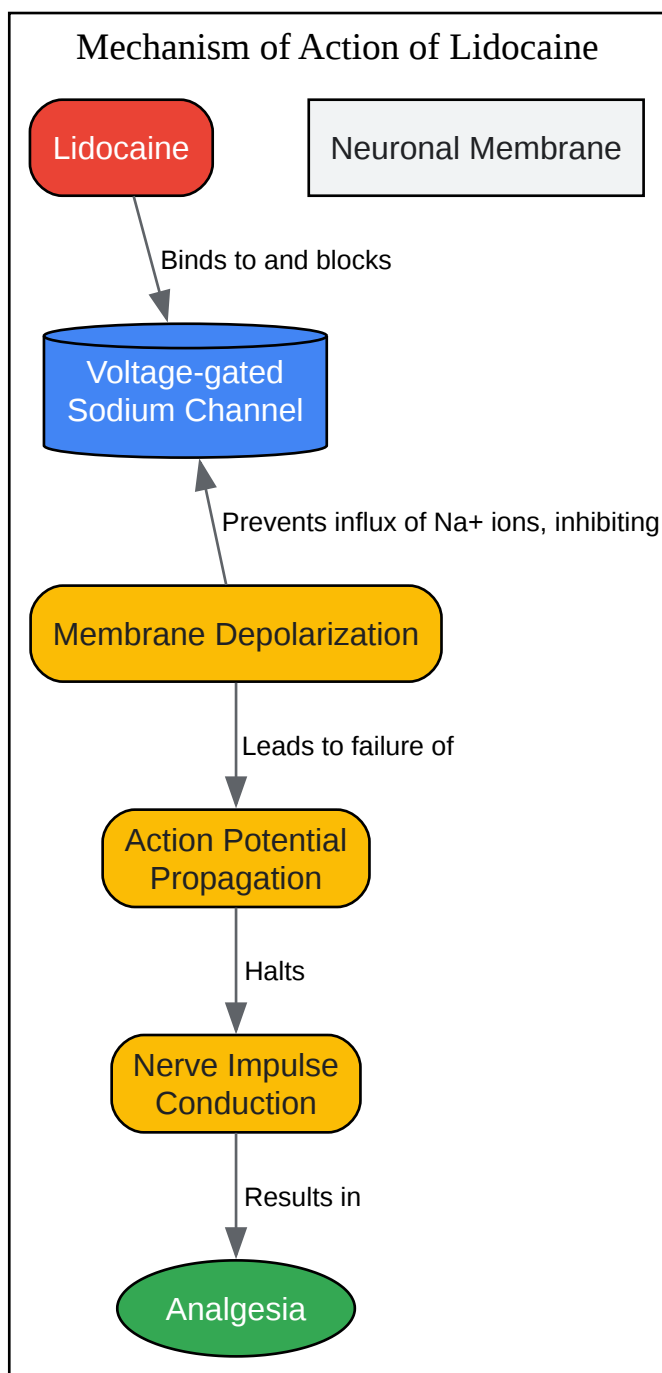 Mechanism of Action of Lidocaine
Lidocaine
Neuronal Membrane
Binds to and blocks
Voltage-gated
Sodium Channel
Prevents influx of Na+ ions, inhibiting
Membrane Depolarization
Leads to failure of
Action Potential
Propagation
Halts
Nerve Impulse
Conduction
Results in
Analgesia